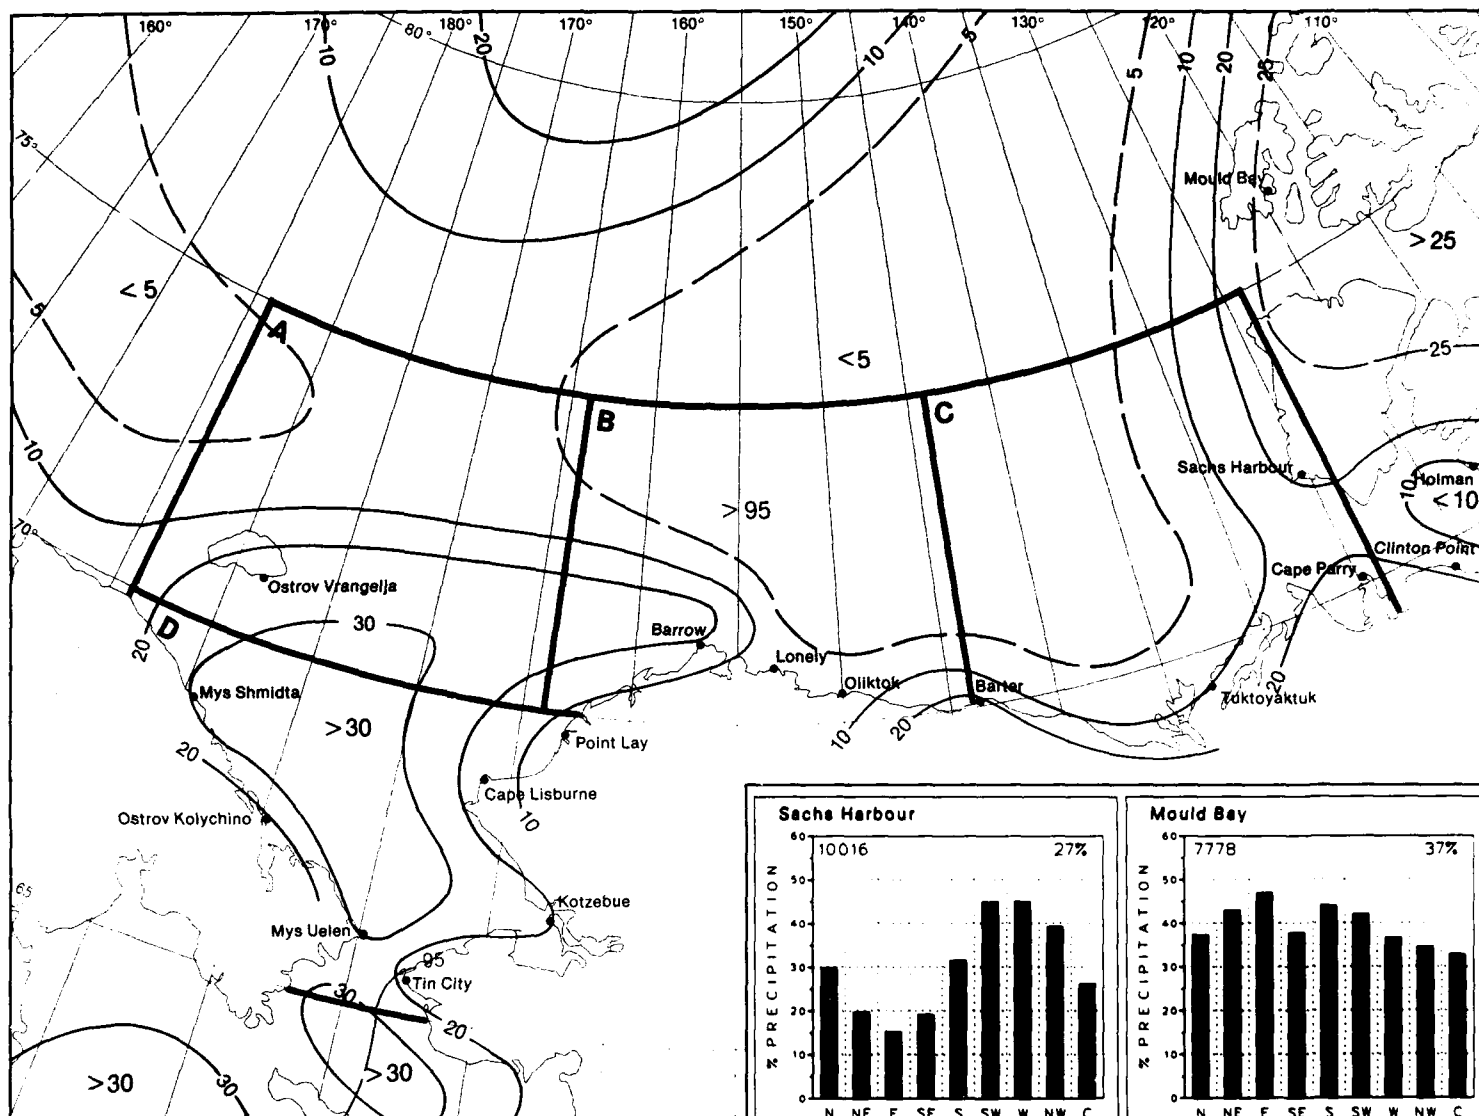 160° 170° 180° 170° 160° 150° 140° 130° 120° 110°
80°
10 20 10 5 5 10 20 25
75°
Mould Bay
>25
<5
5
A
<5
25
B C
10
Sachs Harbour
Holman
10
<10
>95
70°
Clinton Point
Cape Parry
Ostrov Vrangelja
D
30
20
Barrow
Lonely
Mys Shmidta
Oliktok
Barter
20
Tuktoyaktuk
>30
10
20
20
Point Lay
Cape Lisburne
10
Ostrov Kolychino
65
Kotzebue
Mys Uelen
95
Tin City
30
20
>30
30
>30
Sachs Harbour
60
50
40
30
20
10
0
% PRECIPITATION
10016 27%
N NE E SE S SW W NW C
Mould Bay
60
50
40
30
20
10
0
% PRECIPITATION
7778 37%
N NE E SE S SW W NW C